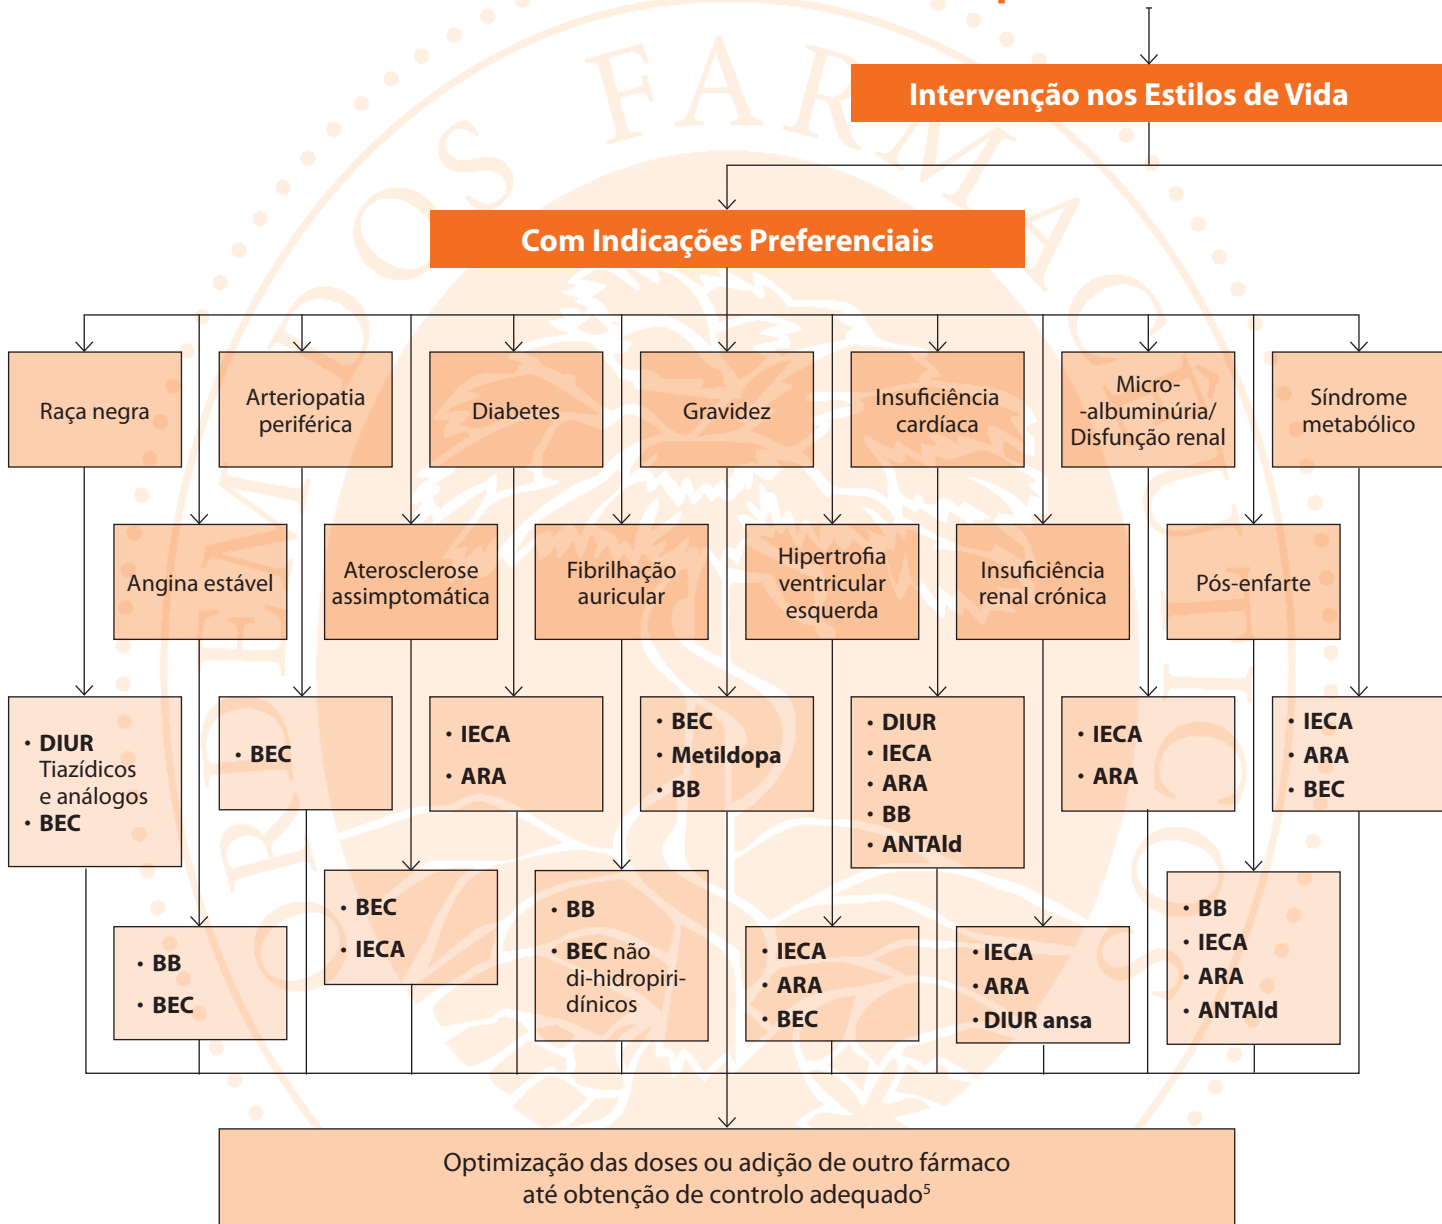 Intervenção nos Estilos de Vida
Com Indicações Preferenciais
Raça negra
Arteriopatia
periférica
Diabetes
Gravidez
Insuficiência
cardíaca
Micro-
-albuminúria/
Disfunção renal
Síndrome
metabólico
Angina estável
Aterosclerose
assimptomática
Fibrilhação
auricular
Hipertrofia
ventricular
esquerda
Insuficiência
renal crónica
Pós-enfarte
· DIUR
Tiazídicos
e análogos
· BEC
· BEC
· IECA
· ARA
· BEC
· Metildopa
· BB
· DIUR
· IECA
· ARA
· BB
· ANTAld
· IECA
· ARA
· IECA
· ARA
· BEC
· BB
· BEC
· BEC
· IECA
· BB
· BEC não
di-hidropiri-
dínicos
· IECA
· ARA
· BEC
· IECA
· ARA
· DIUR ansa
· BB
· IECA
· ARA
· ANTAld
Optimização das doses ou adição de outro fármaco
até obtenção de controlo adequado⁵
ORDEM DOS FARMACÊUTICOS